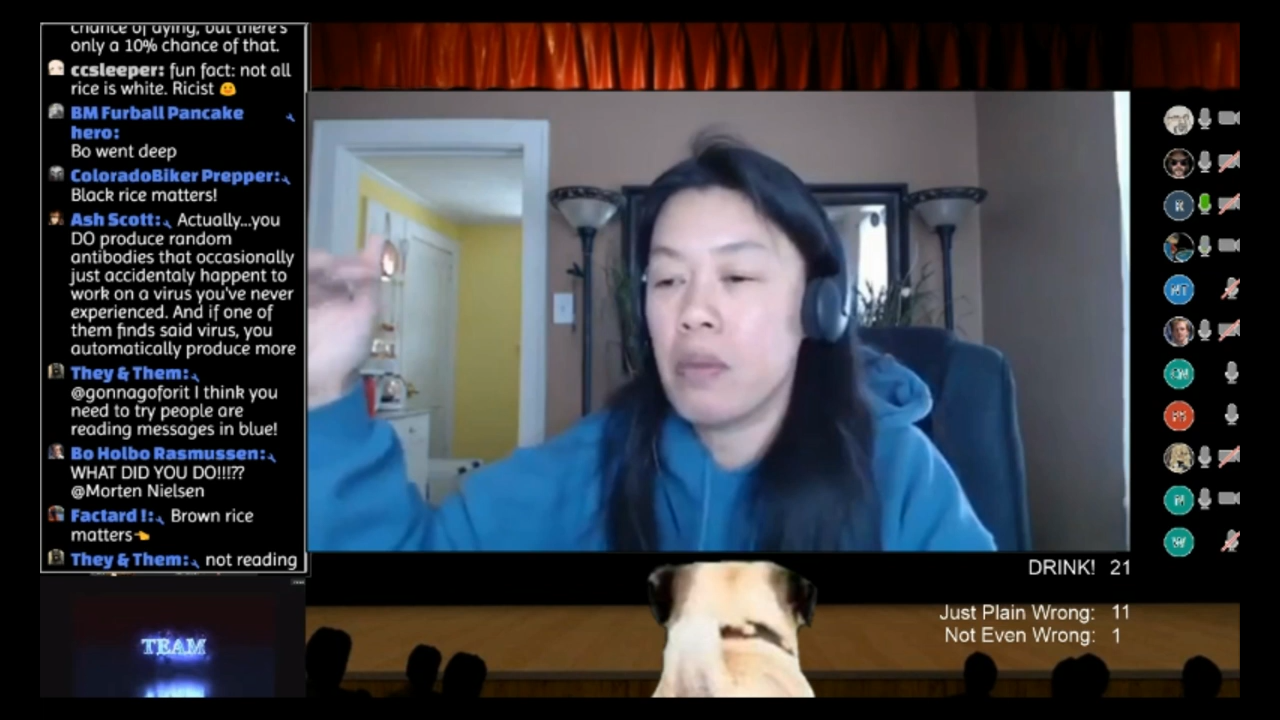 chance of dying, but there's
only a 10% chance of that.
ccsleeper: fun fact: not all
rice is white. Ricist
BM Furball Pancake
hero:
Bo went deep
ColoradoBiker Prepper:
Black rice matters!
Ash Scott: Actually...you
DO produce random
antibodies that occasionally
just accidentaly happent to
work on a virus you've never
experienced. And if one of
them finds said virus, you
automatically produce more
They & Them:
@gonnagoforit I think you
need to try people are
reading messages in blue!
Bo Holbo Rasmussen:
WHAT DID YOU DO!!!??
@Morten Nielsen
Factard !: Brown rice
matters
They & Them: not reading
TEAM
DRINK! 21
Just Plain Wrong: 11
Not Even Wrong: 1